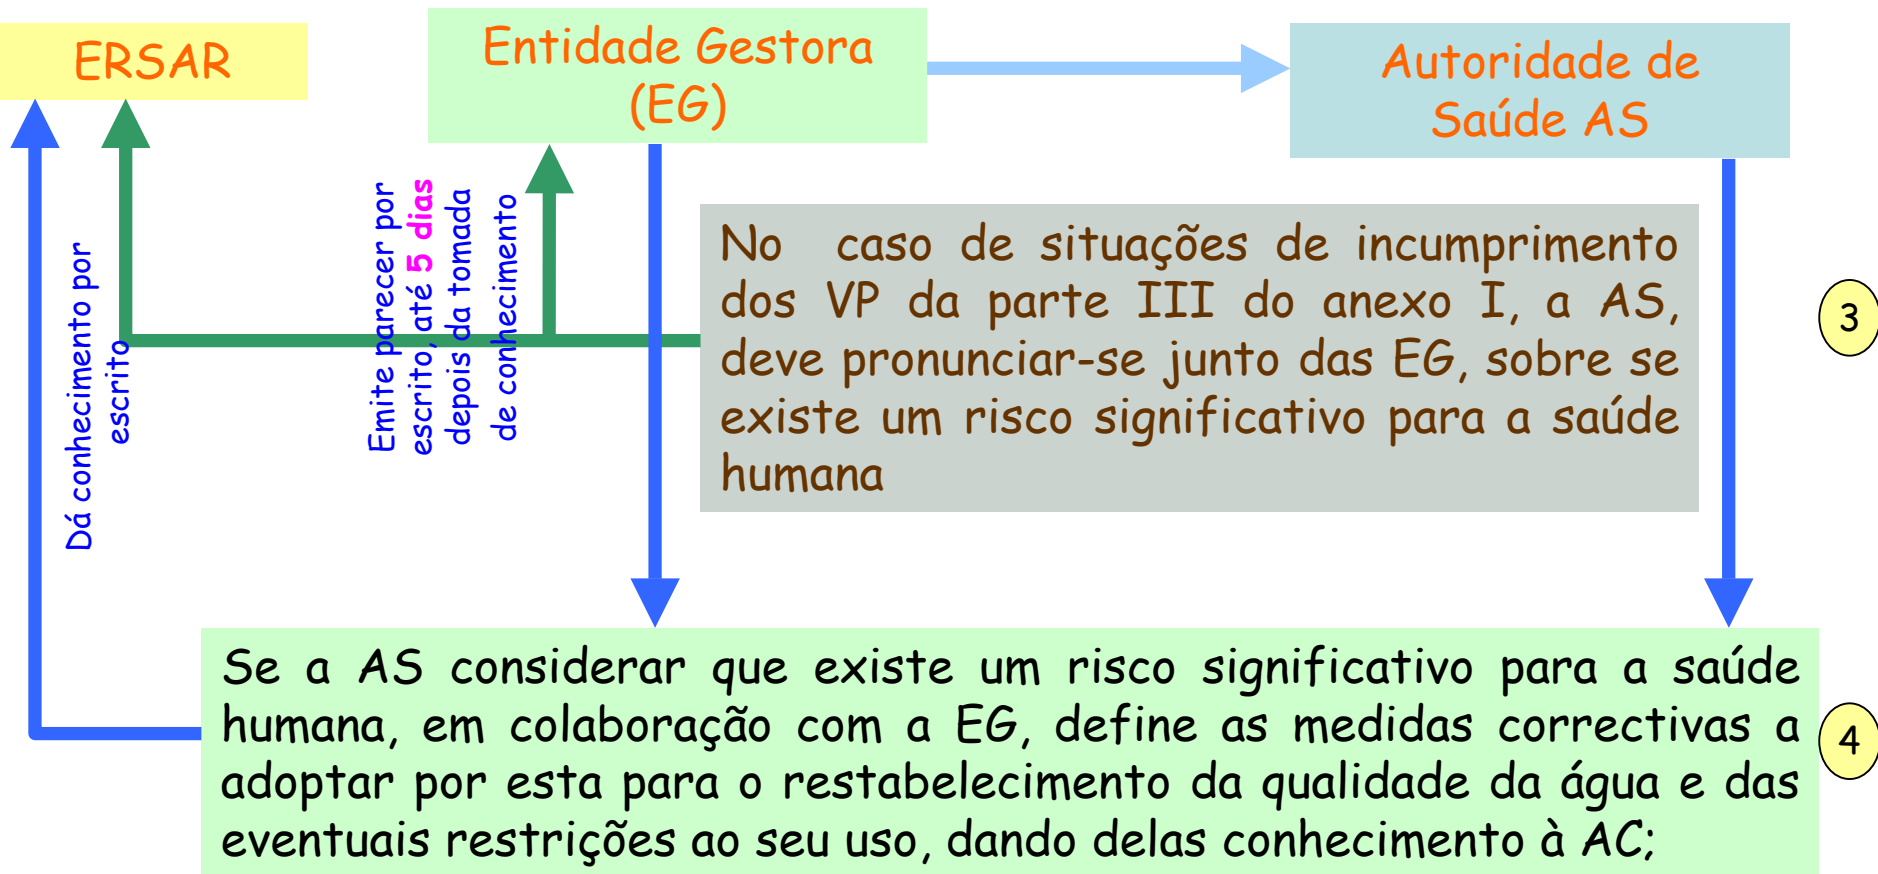 ERSAR
Entidade Gestora
(EG)
Autoridade de
Saúde AS
Dá conhecimento por
escrito
Emite parecer por
escrito, até 5 dias
depois da tomada
de conhecimento
No caso de situações de incumprimento
dos VP da parte III do anexo I, a AS,
deve pronunciar-se junto das EG, sobre se
existe um risco significativo para a saúde
humana
3
Se a AS considerar que existe um risco significativo para a saúde
humana, em colaboração com a EG, define as medidas correctivas a
adoptar por esta para o restabelecimento da qualidade da água e das
eventuais restrições ao seu uso, dando delas conhecimento à AC;
4